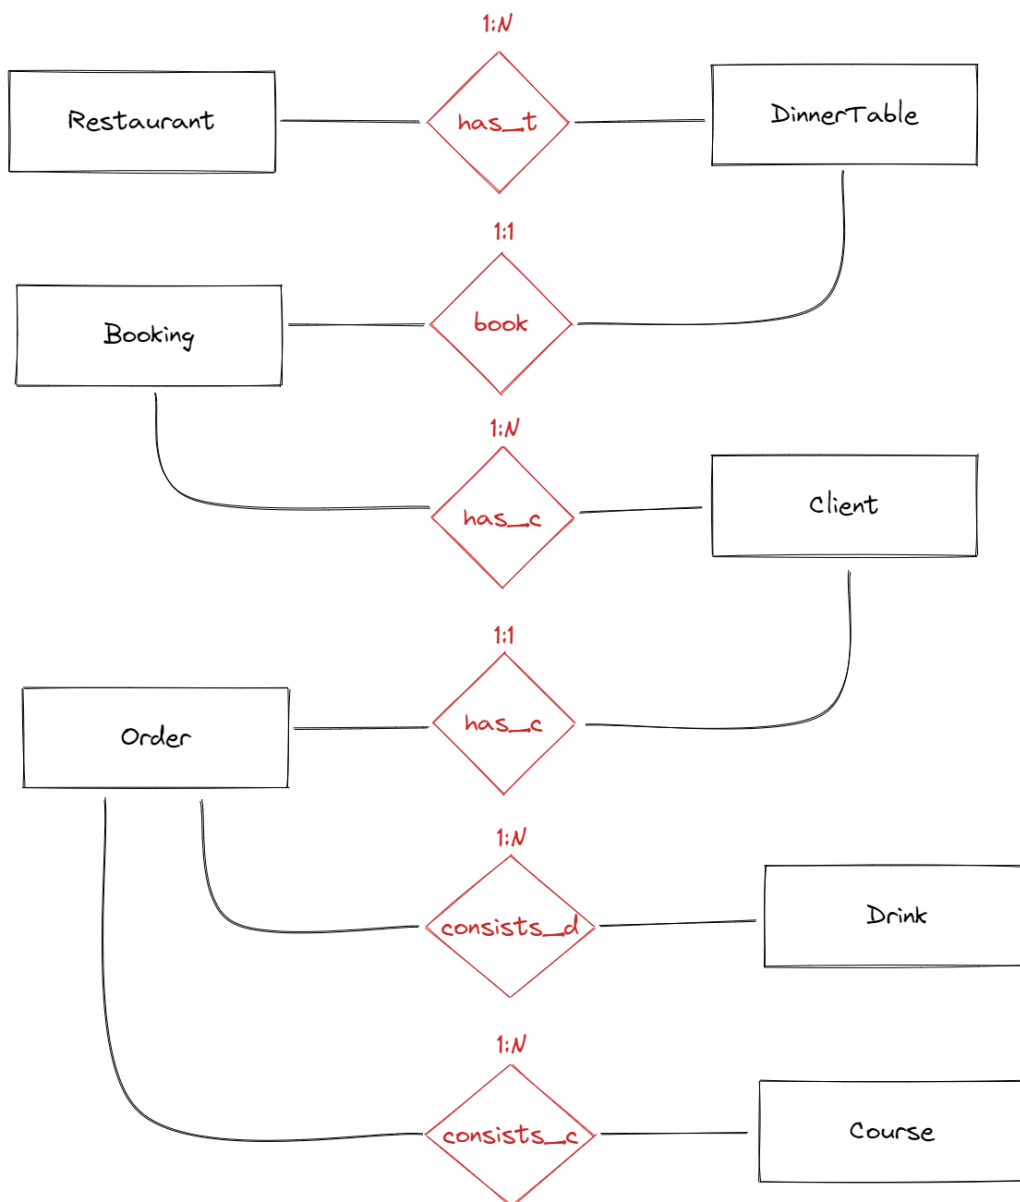 1:N
Restaurant
has_t
DinnerTable
1:1
Booking
book
1:N
has_c
Client
1:1
Order
has_c
1:N
consists_d
Drink
1:N
consists_c
Course